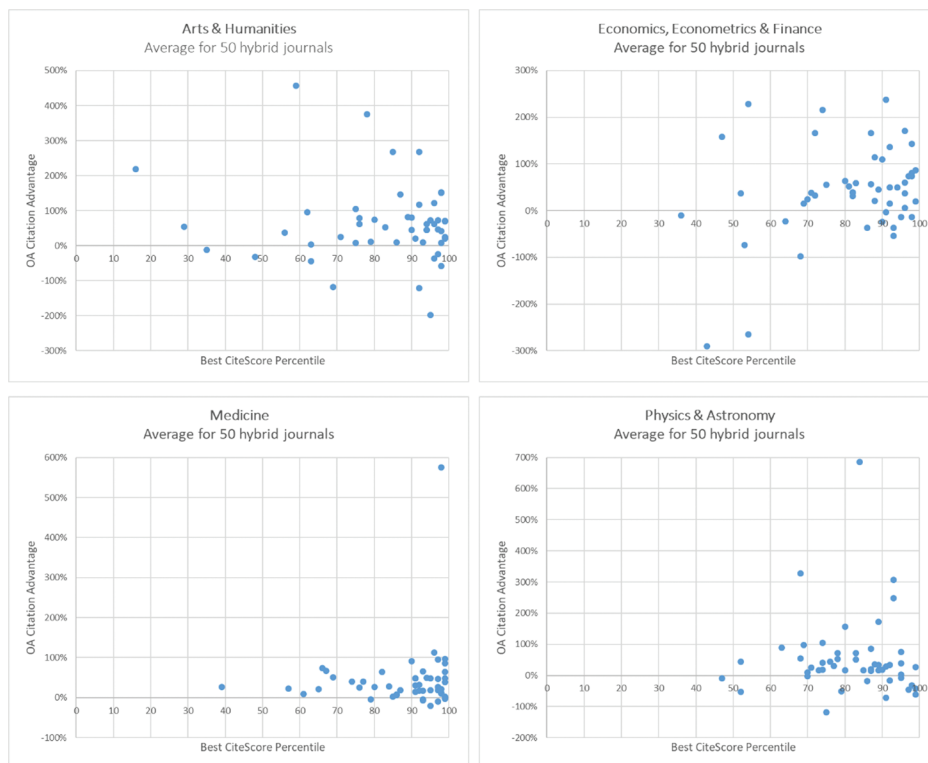 Arts & Humanities
Average for 50 hybrid journals
500%
400%
300%
200%
100%
0%
-100%
-200%
-300%
0 10 20 30 40 50 60 70 80 90 100
OA Citation Advantage
Best CiteScore Percentile
Economics, Econometrics & Finance
Average for 50 hybrid journals
300%
200%
100%
0%
-100%
-200%
-300%
0 10 20 30 40 50 60 70 80 90 100
OA Citation Advantage
Best CiteScore Percentile
Medicine
Average for 50 hybrid journals
600%
500%
400%
300%
200%
100%
0%
-100%
0 10 20 30 40 50 60 70 80 90 100
OA Citation Advantage
Best CiteScore Percentile
Physics & Astronomy
Average for 50 hybrid journals
700%
600%
500%
400%
300%
200%
100%
0%
-100%
-200%
0 10 20 30 40 50 60 70 80 90 100
OA Citation Advantage
Best CiteScore Percentile